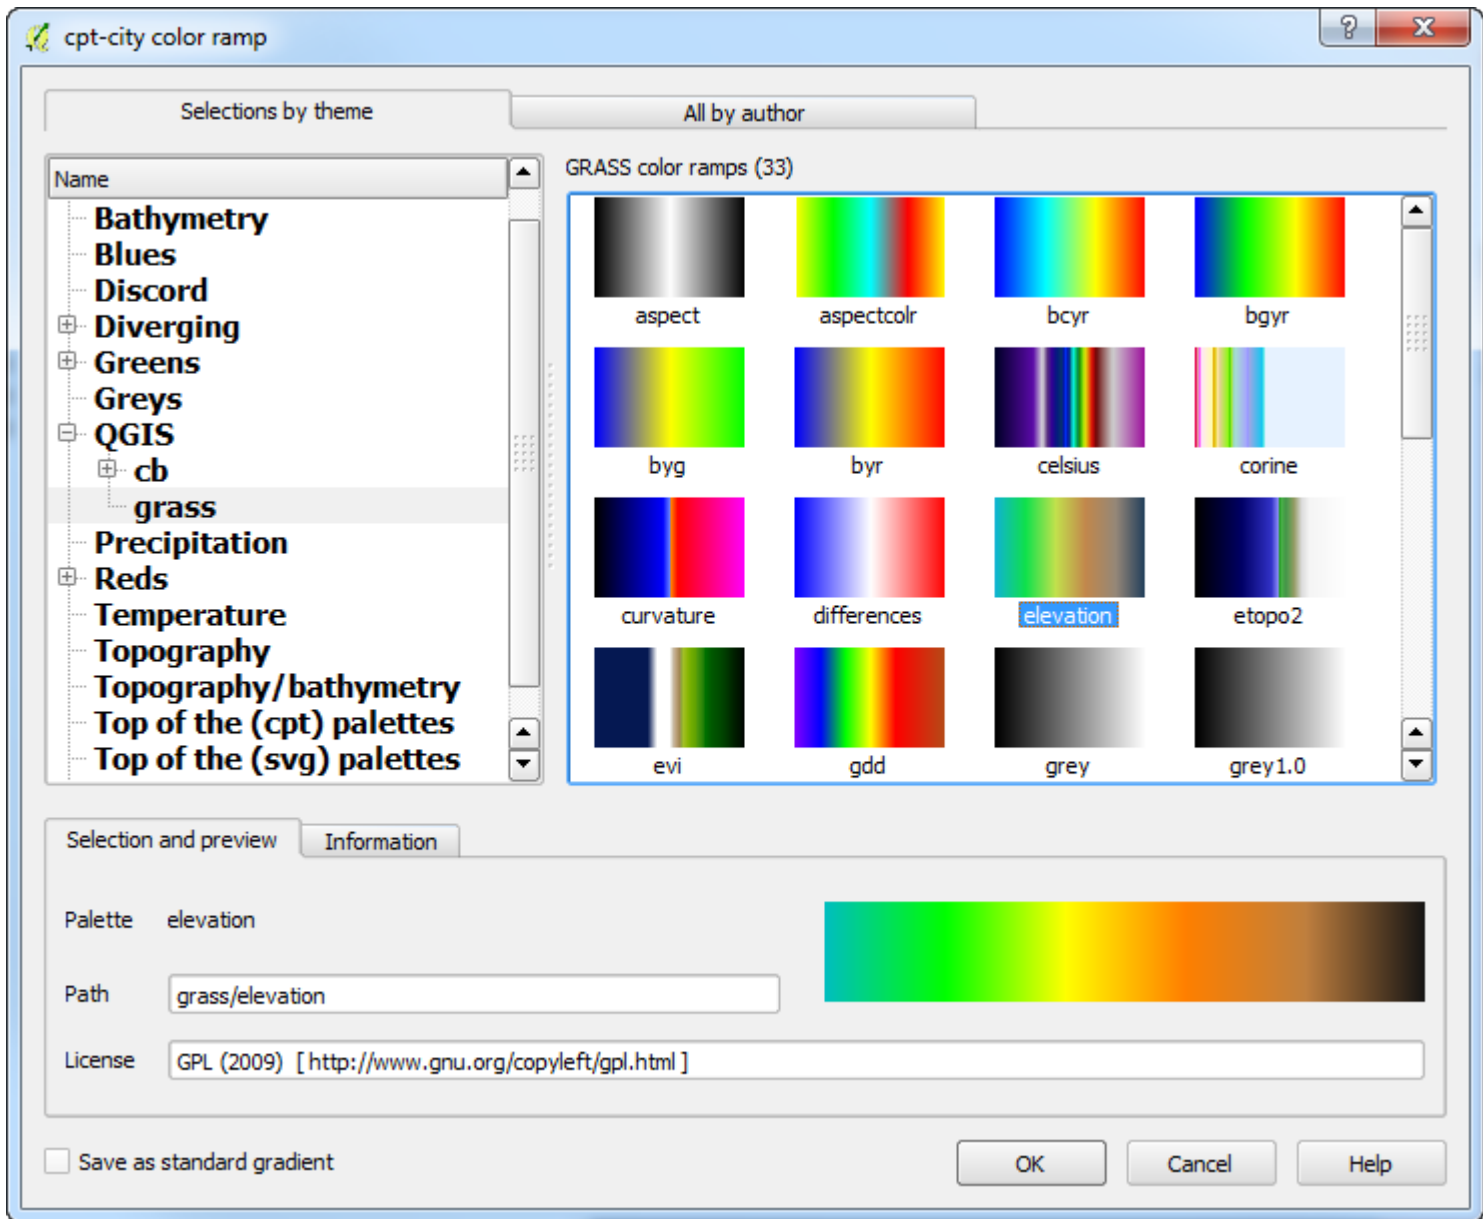 cpt-city color ramp
Selections by theme
All by author
Name
Bathymetry
Blues
Discord
Diverging
Greens
Greys
QGIS
cb
grass
Precipitation
Reds
Temperature
Topography
Topography/bathymetry
Top of the (cpt) palettes
Top of the (svg) palettes
GRASS color ramps (33)
aspect aspectcolr bcyr bgyr
byg byr celsius corine
curvature differences elevation etopo2
evi gdd grey grey1.0
Selection and preview
Information
Palette elevation
Path grass/elevation
License GPL (2009) [ http://www.gnu.org/copyleft/gpl.html ]
Save as standard gradient
OK Cancel Help